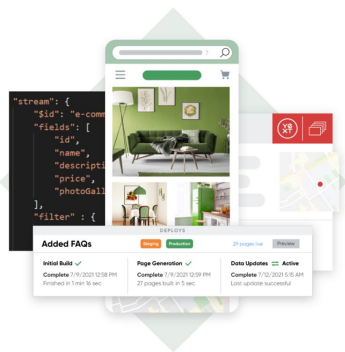 "stream": {
"$id": "e-comm
"fields": [
"id",
"name",
"descripti
"price",
"photoGall
],
"filter" : {
YEXT
DEPLOYS
Added FAQs
Staging
Production
29 pages live
Preview
Initial Build
Complete 7/9/2021 12:58 PM
Finished in 1 min 16 sec
Page Generation
Complete 7/9/2021 12:59 PM
27 pages built in 5 sec
Data Updates
Active
Complete 7/12/2021 5:15 AM
Last update successful